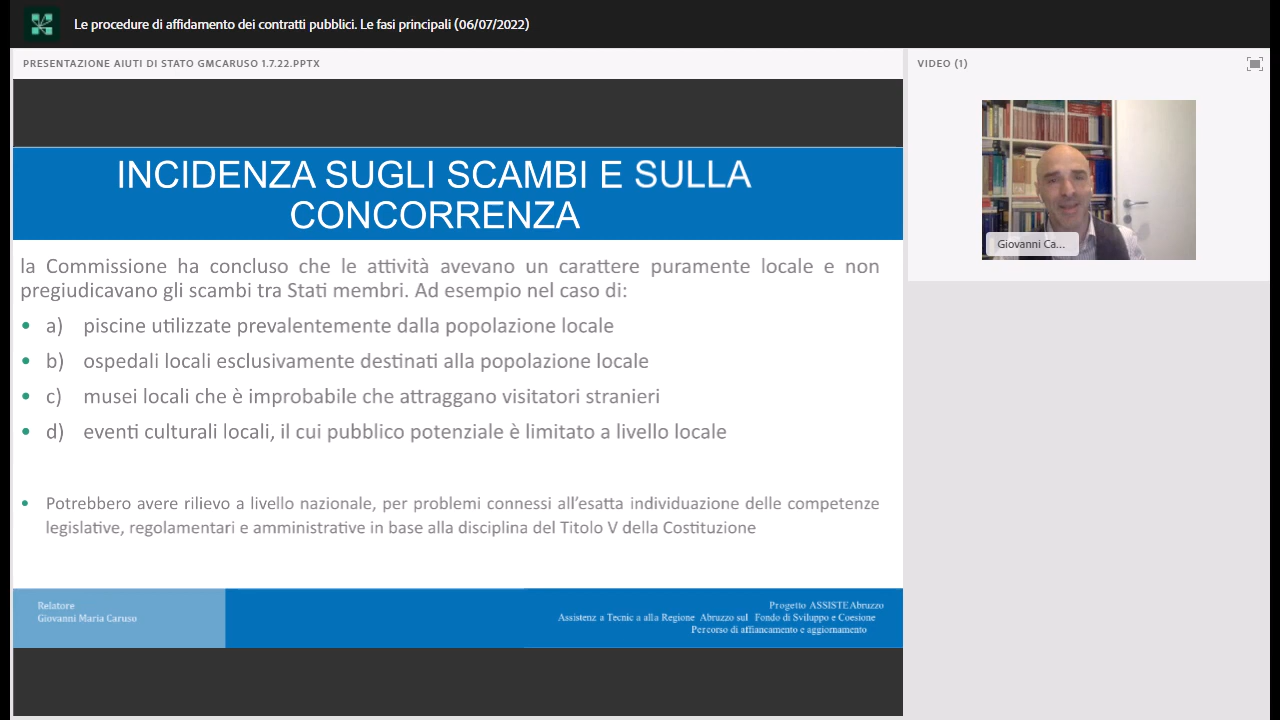 Le procedure di affidamento dei contratti pubblici. Le fasi principali (06/07/2022)
PRESENTAZIONE AIUTI DI STATO GMCARUSO 1.7.22.PPTX
VIDEO (1)
INCIDENZA SUGLI SCAMBI E SULLA
CONCORRENZA
la Commissione ha concluso che le attività avevano un carattere puramente locale e non
pregiudicavano gli scambi tra Stati membri. Ad esempio nel caso di:
• a) piscine utilizzate prevalentemente dalla popolazione locale
• b) ospedali locali esclusivamente destinati alla popolazione locale
• c) musei locali che è improbabile che attraggano visitatori stranieri
• d) eventi culturali locali, il cui pubblico potenziale è limitato a livello locale
• Potrebbero avere rilievo a livello nazionale, per problemi connessi all'esatta individuazione delle competenze
legislative, regolamentari e amministrative in base alla disciplina del Titolo V della Costituzione
Relatore
Giovanni Maria Caruso
Progetto ASSISTEAbruzzo
Assistenz a Tecnic a alla Regione Abruzzo sul Fondo di Sviluppo e Coesione
Percorso di affiancamento e aggiornamento
Giovanni Ca...